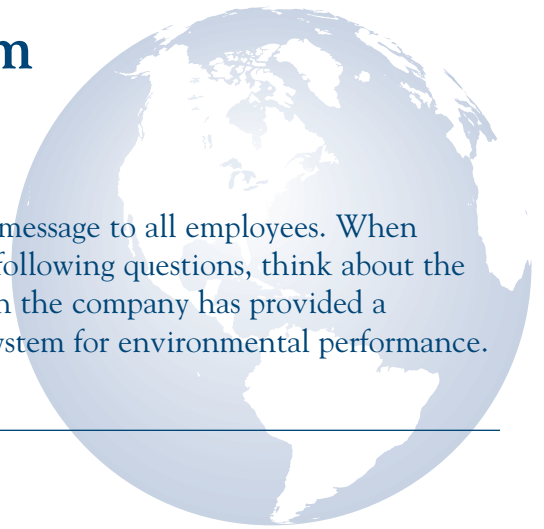 m
message to all employees. When
following questions, think about the
the company has provided a
ystem for environmental performance.